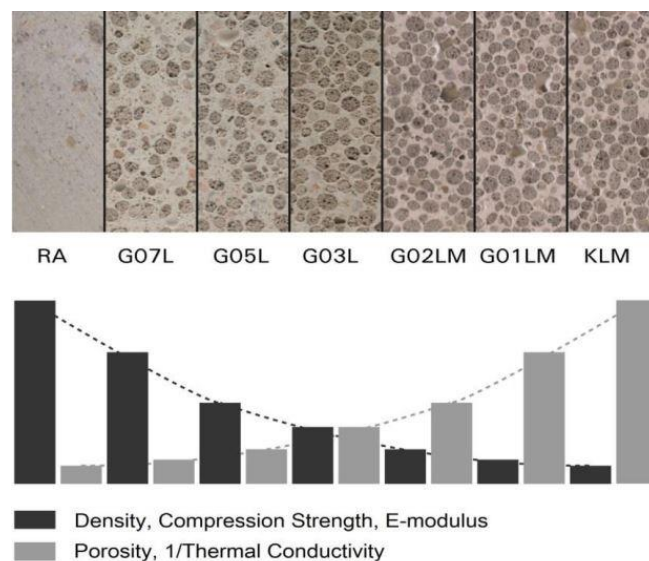 RA G07L G05L G03L G02LM G01LM KLM
Density, Compression Strength, E-modulus
Porosity, 1/Thermal Conductivity